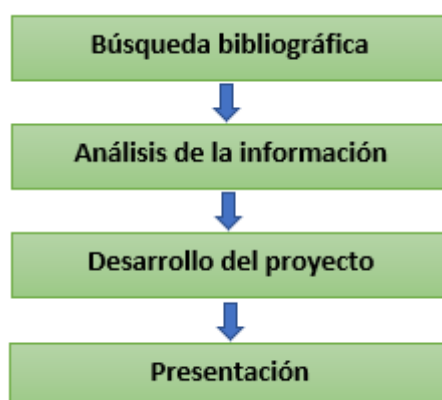 Búsqueda bibliográfica
Análisis de la información
Desarrollo del proyecto
Presentación